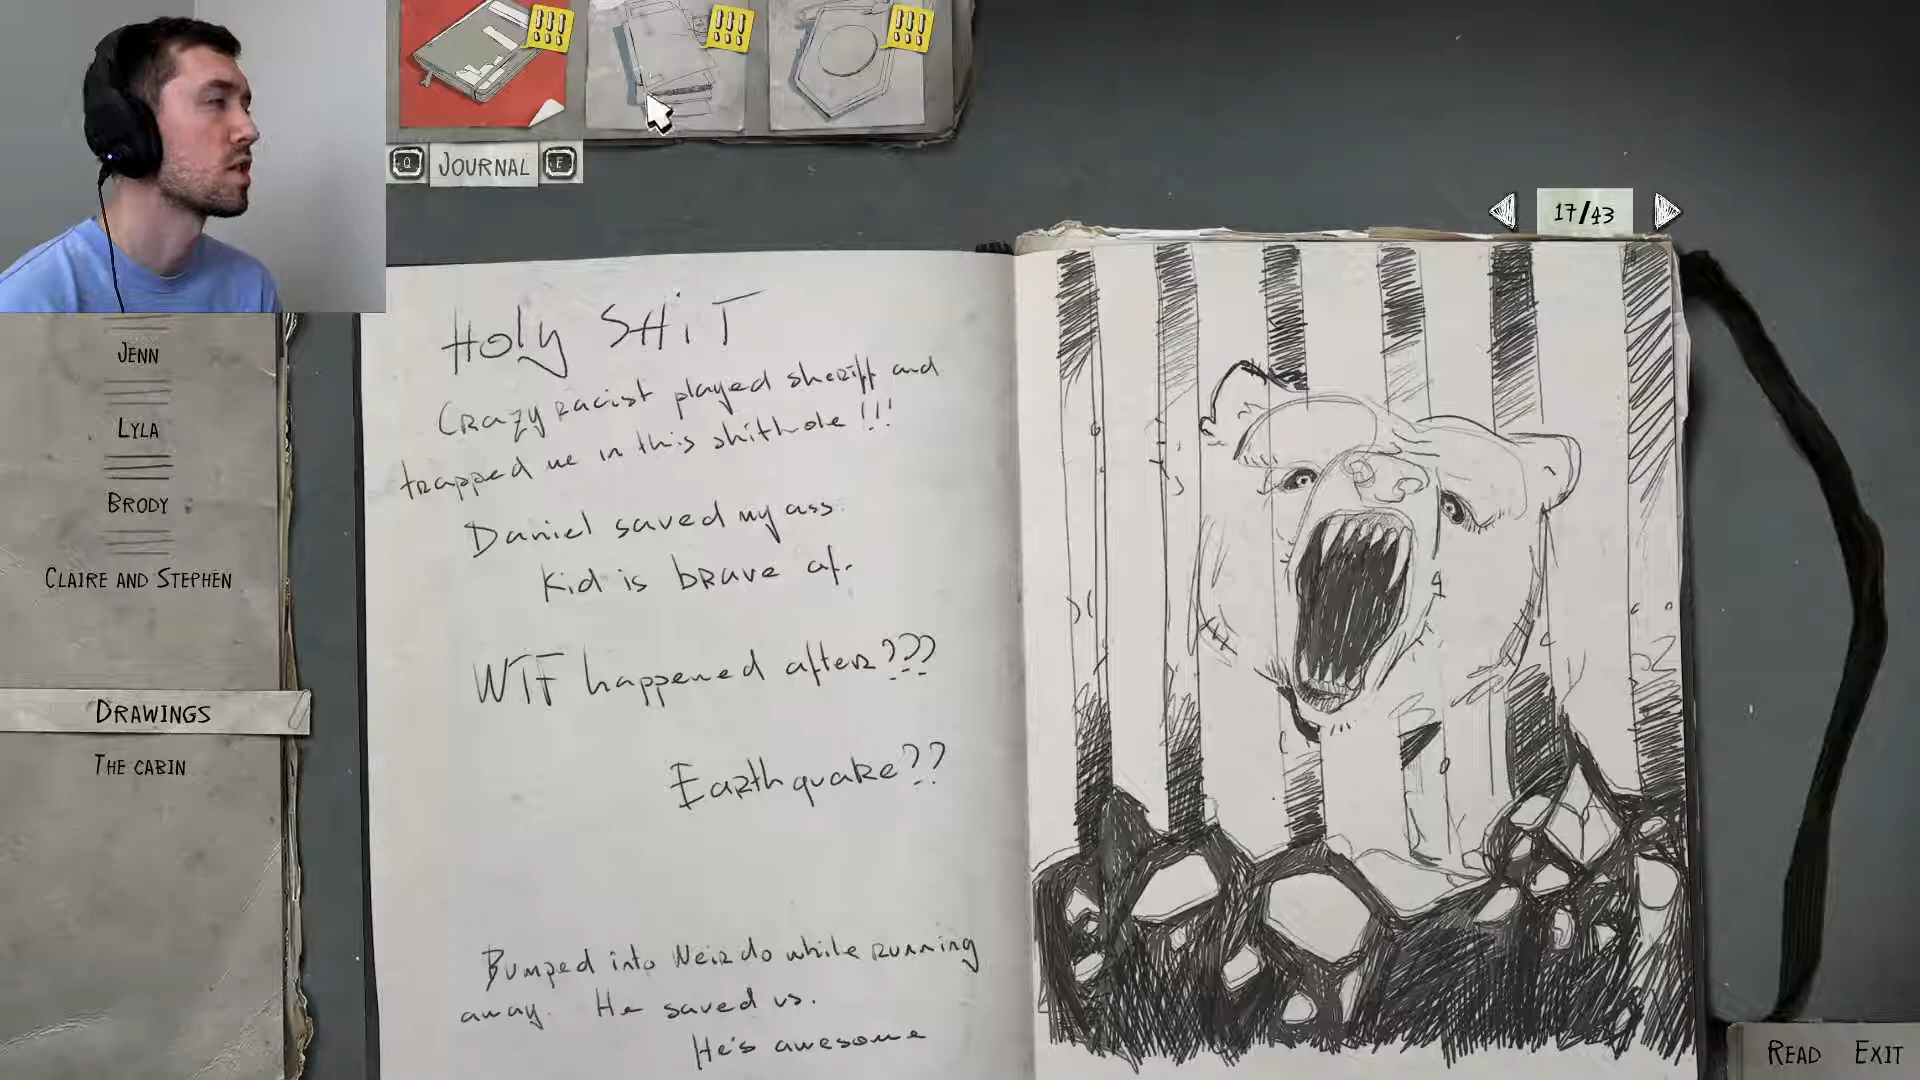 Q JOURNAL E
17/43
JENN
LYLA
BRODY
CLAIRE AND STEPHEN
DRAWINGS
THE CABIN
HOLY SHIT
Crazy racist played sheriff and
trapped me in this shithole!!!
Daniel saved my ass.
Kid is brave af.
WTF happened after???
Earthquake??
Bumped into Weirdo while running
away. He saved us.
He's awesome
READ EXIT